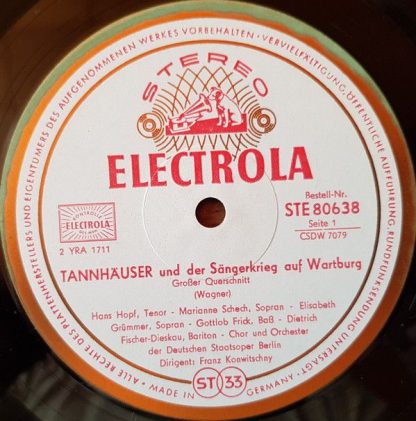 ALLE RECHTE DES PLATTENHERSTELLERS UND EIGENTÜMERS DES AUFGENOMMENEN WERKES VORBEHALTEN · VERVIELFÄLTIGUNG, ÖFFENTLICHE AUFFÜHRUNG, RUNDFUNKSENDUNG UNTERSAGT ·
STEREO
ELECTROLA
Bestell-Nr.
STE 80638
Seite 1
CSDW 7079
ELECTROLA
2 YRA 1711
TANNHÄUSER und der Sängerkrieg auf Wartburg
Großer Querschnitt
(Wagner)
Hans Hopf, Tenor - Marianne Schech, Sopran - Elisabeth
Grümmer, Sopran - Gottlob Frick, Baß - Dietrich
Fischer-Dieskau, Bariton - Chor und Orchester
der Deutschen Staatsoper Berlin
Dirigent: Franz Konwitschny
MADE IN GERMANY
ST 33